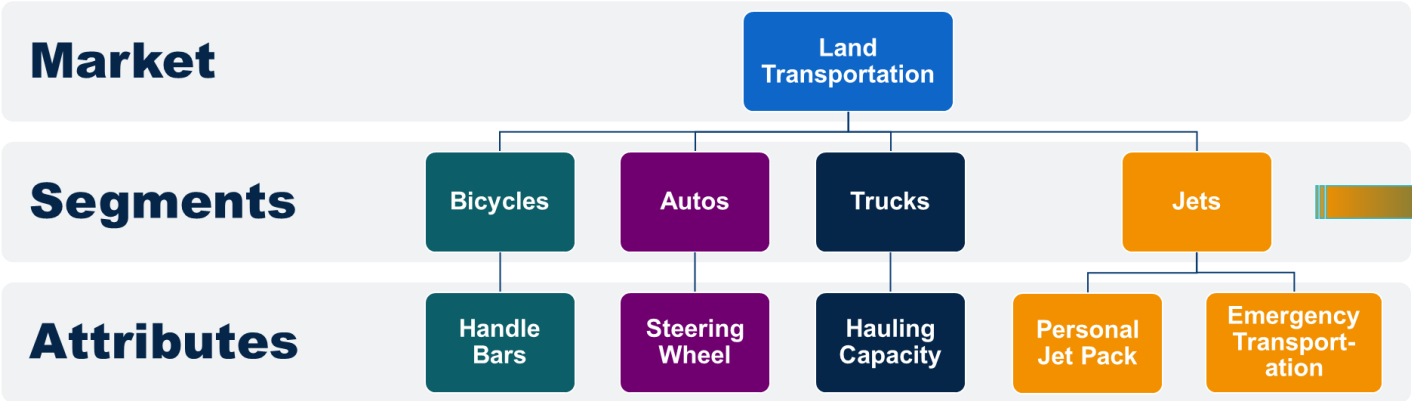 Market
Land
Transportation
Segments
Bicycles
Autos
Trucks
Jets
Attributes
Handle
Bars
Steering
Wheel
Hauling
Capacity
Personal
Jet Pack
Emergency
Transport-
ation